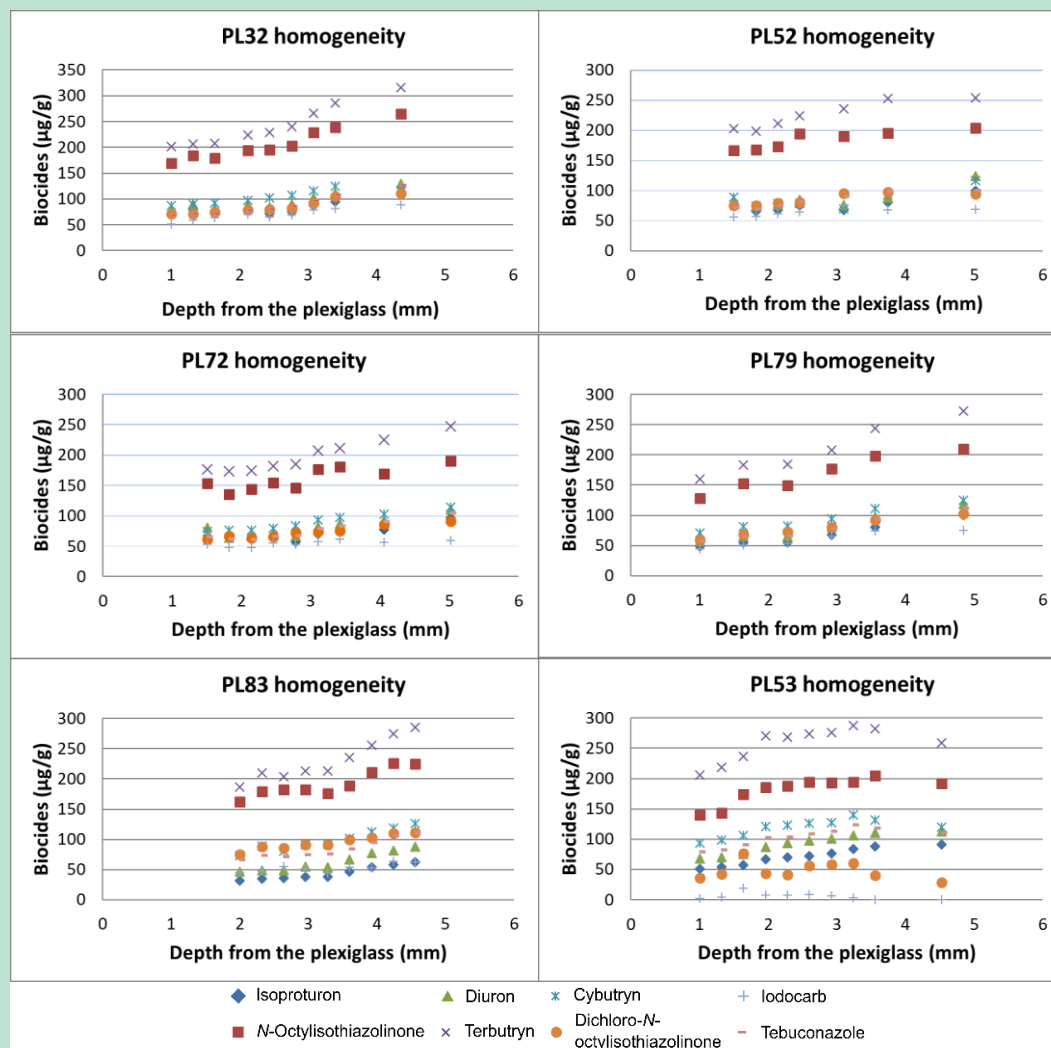 PL32 homogeneity
Biocides (µg/g)
350
300
250
200
150
100
50
0
0 1 2 3 4 5 6
Depth from the plexiglass (mm)
PL52 homogeneity
Biocides (µg/g)
300
250
200
150
100
50
0
0 1 2 3 4 5 6
Depth from the plexiglass (mm)
PL72 homogeneity
Biocides (µg/g)
300
250
200
150
100
50
0
0 1 2 3 4 5 6
Depth from the plexiglass (mm)
PL79 homogeneity
Biocides (µg/g)
300
250
200
150
100
50
0
0 1 2 3 4 5 6
Depth from plexiglass (mm)
PL83 homogeneity
Biocides (µg/g)
300
250
200
150
100
50
0
0 1 2 3 4 5 6
Depth from the plexiglass (mm)
PL53 homogeneity
Biocides (µg/g)
300
250
200
150
100
50
0
0 1 2 3 4 5 6
Depth from the plexiglass (mm)
Isoproturon Diuron Cybutryn Iodocarb
N-Octylisothiazolinone Terbutryn Dichloro-N-
octylisothiazolinone Tebuconazole